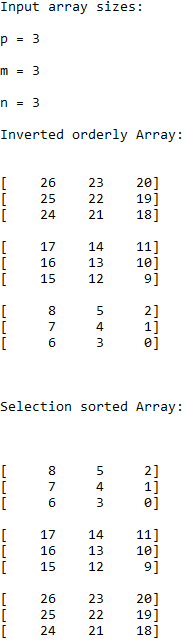 Input array sizes:
p = 3
m = 3
n = 3
Inverted orderly Array:
[ 26 23 20]
[ 25 22 19]
[ 24 21 18]
[ 17 14 11]
[ 16 13 10]
[ 15 12 9]
[ 8 5 2]
[ 7 4 1]
[ 6 3 0]
Selection sorted Array:
[ 8 5 2]
[ 7 4 1]
[ 6 3 0]
[ 17 14 11]
[ 16 13 10]
[ 15 12 9]
[ 26 23 20]
[ 25 22 19]
[ 24 21 18]